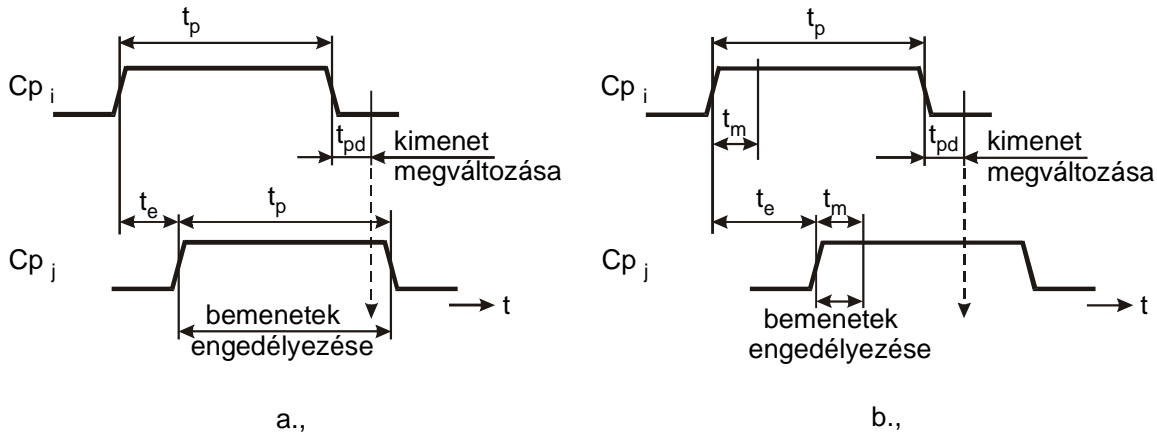 t_p
Cp_i
t_pd
kimenet
megváltozása
t_e
t_p
Cp_j
t
bemenetek
engedélyezése
a.,
t_p
Cp_i
t_m
t_pd
kimenet
megváltozása
t_e
t_m
Cp_j
t
bemenetek
engedélyezése
b.,